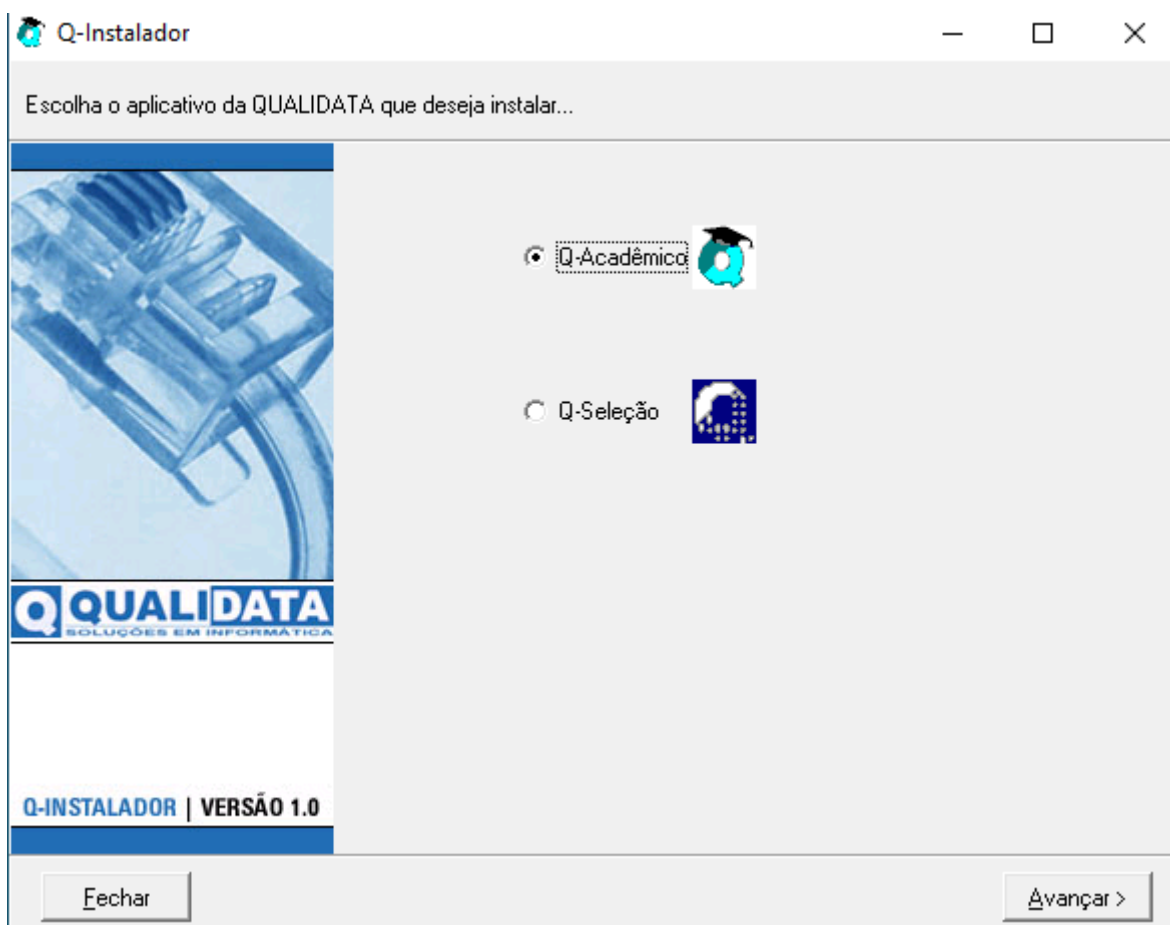 Q-Instalador
Escolha o aplicativo da QUALIDATA que deseja instalar...
Q-Acadêmico
Q-Seleção
Q QUALIDATA
SOLUÇÕES EM INFORMÁTICA
Q-INSTALADOR | VERSÃO 1.0
Fechar
Avançar >